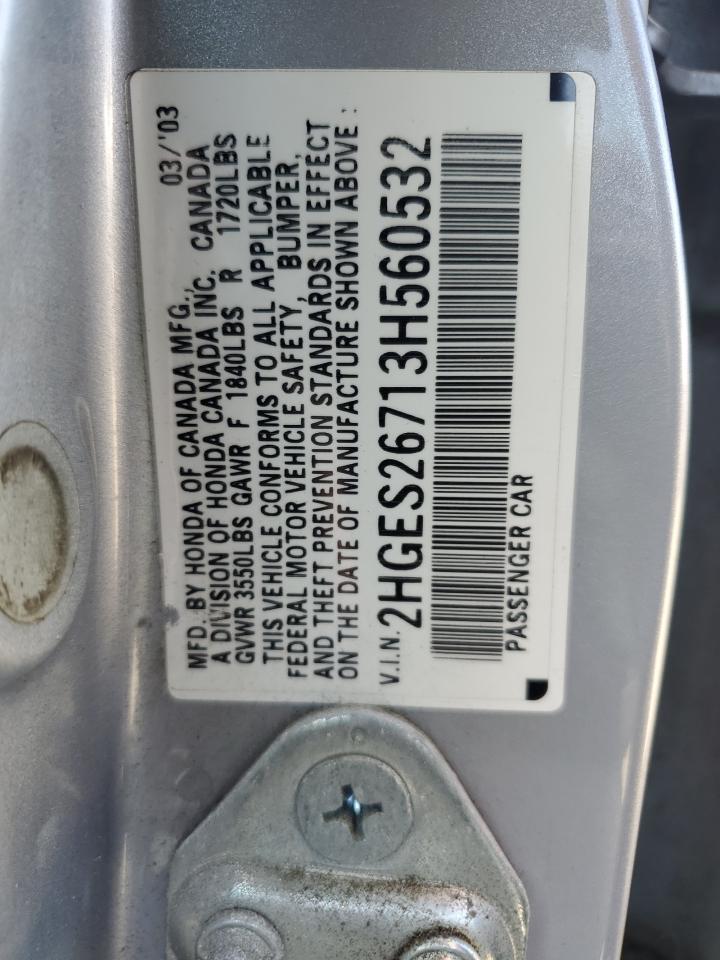 MFD. BY HONDA OF CANADA MFG., 03/'03
A DIVISION OF HONDA CANADA INC. CANADA
GVWR 3550LBS GAWR F 1840LBS R 1720LBS
THIS VEHICLE CONFORMS TO ALL APPLICABLE
FEDERAL MOTOR VEHICLE SAFETY, BUMPER,
AND THEFT PREVENTION STANDARDS IN EFFECT
ON THE DATE OF MANUFACTURE SHOWN ABOVE :
V.I.N. 2HGES26713H560532
PASSENGER CAR